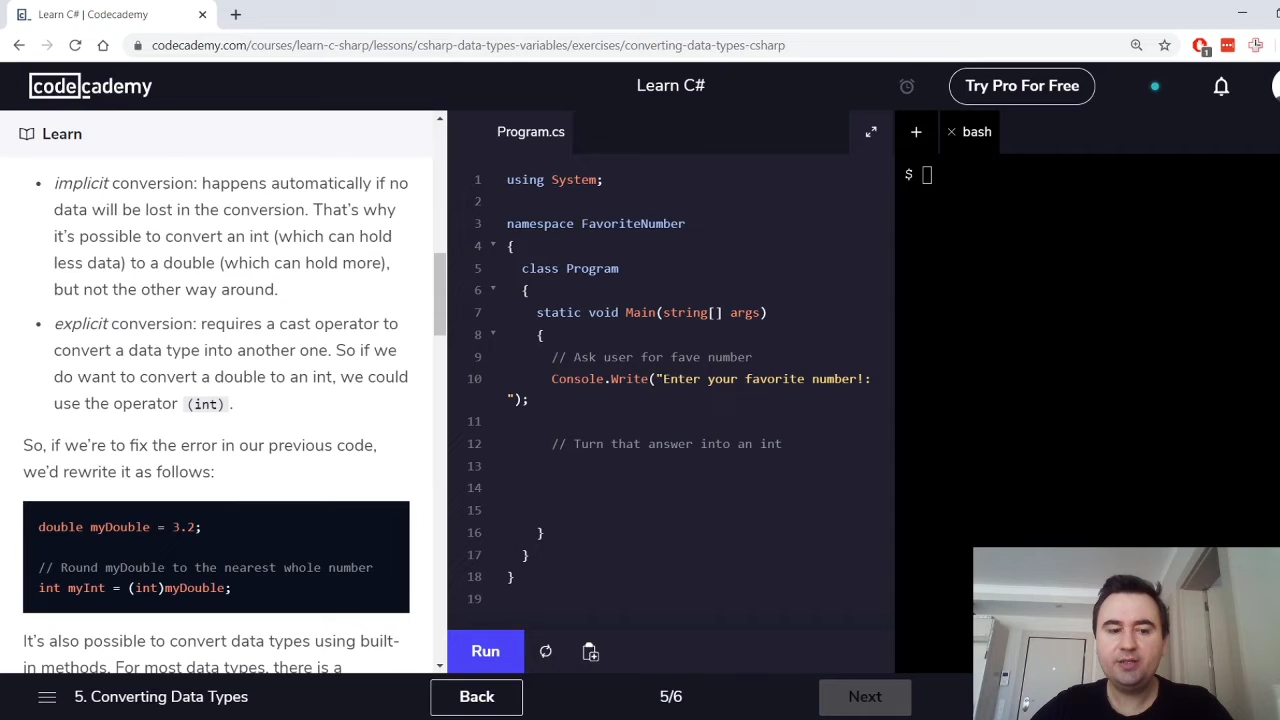 Learn C# | Codecademy
codecademy.com/courses/learn-c-sharp/lessons/csharp-data-types-variables/exercises/converting-data-types-csharp
1
codecademy
Learn C#
Try Pro For Free
Learn
• implicit conversion: happens automatically if no
data will be lost in the conversion. That’s why
it’s possible to convert an int (which can hold
less data) to a double (which can hold more),
but not the other way around.
• explicit conversion: requires a cast operator to
convert a data type into another one. So if we
do want to convert a double to an int, we could
use the operator (int) .
So, if we’re to fix the error in our previous code,
we’d rewrite it as follows:
double myDouble = 3.2;
// Round myDouble to the nearest whole number
int myInt = (int)myDouble;
It’s also possible to convert data types using built-
in methods. For most data types, there is a
Program.cs
1 using System;
2
3 namespace FavoriteNumber
4 {
5 class Program
6 {
7 static void Main(string[] args)
8 {
9 // Ask user for fave number
10 Console.Write("Enter your favorite number!:
");
11
12 // Turn that answer into an int
13
14
15
16 }
17 }
18 }
19
Run
+ × bash
$
5. Converting Data Types
Back
5/6
Next